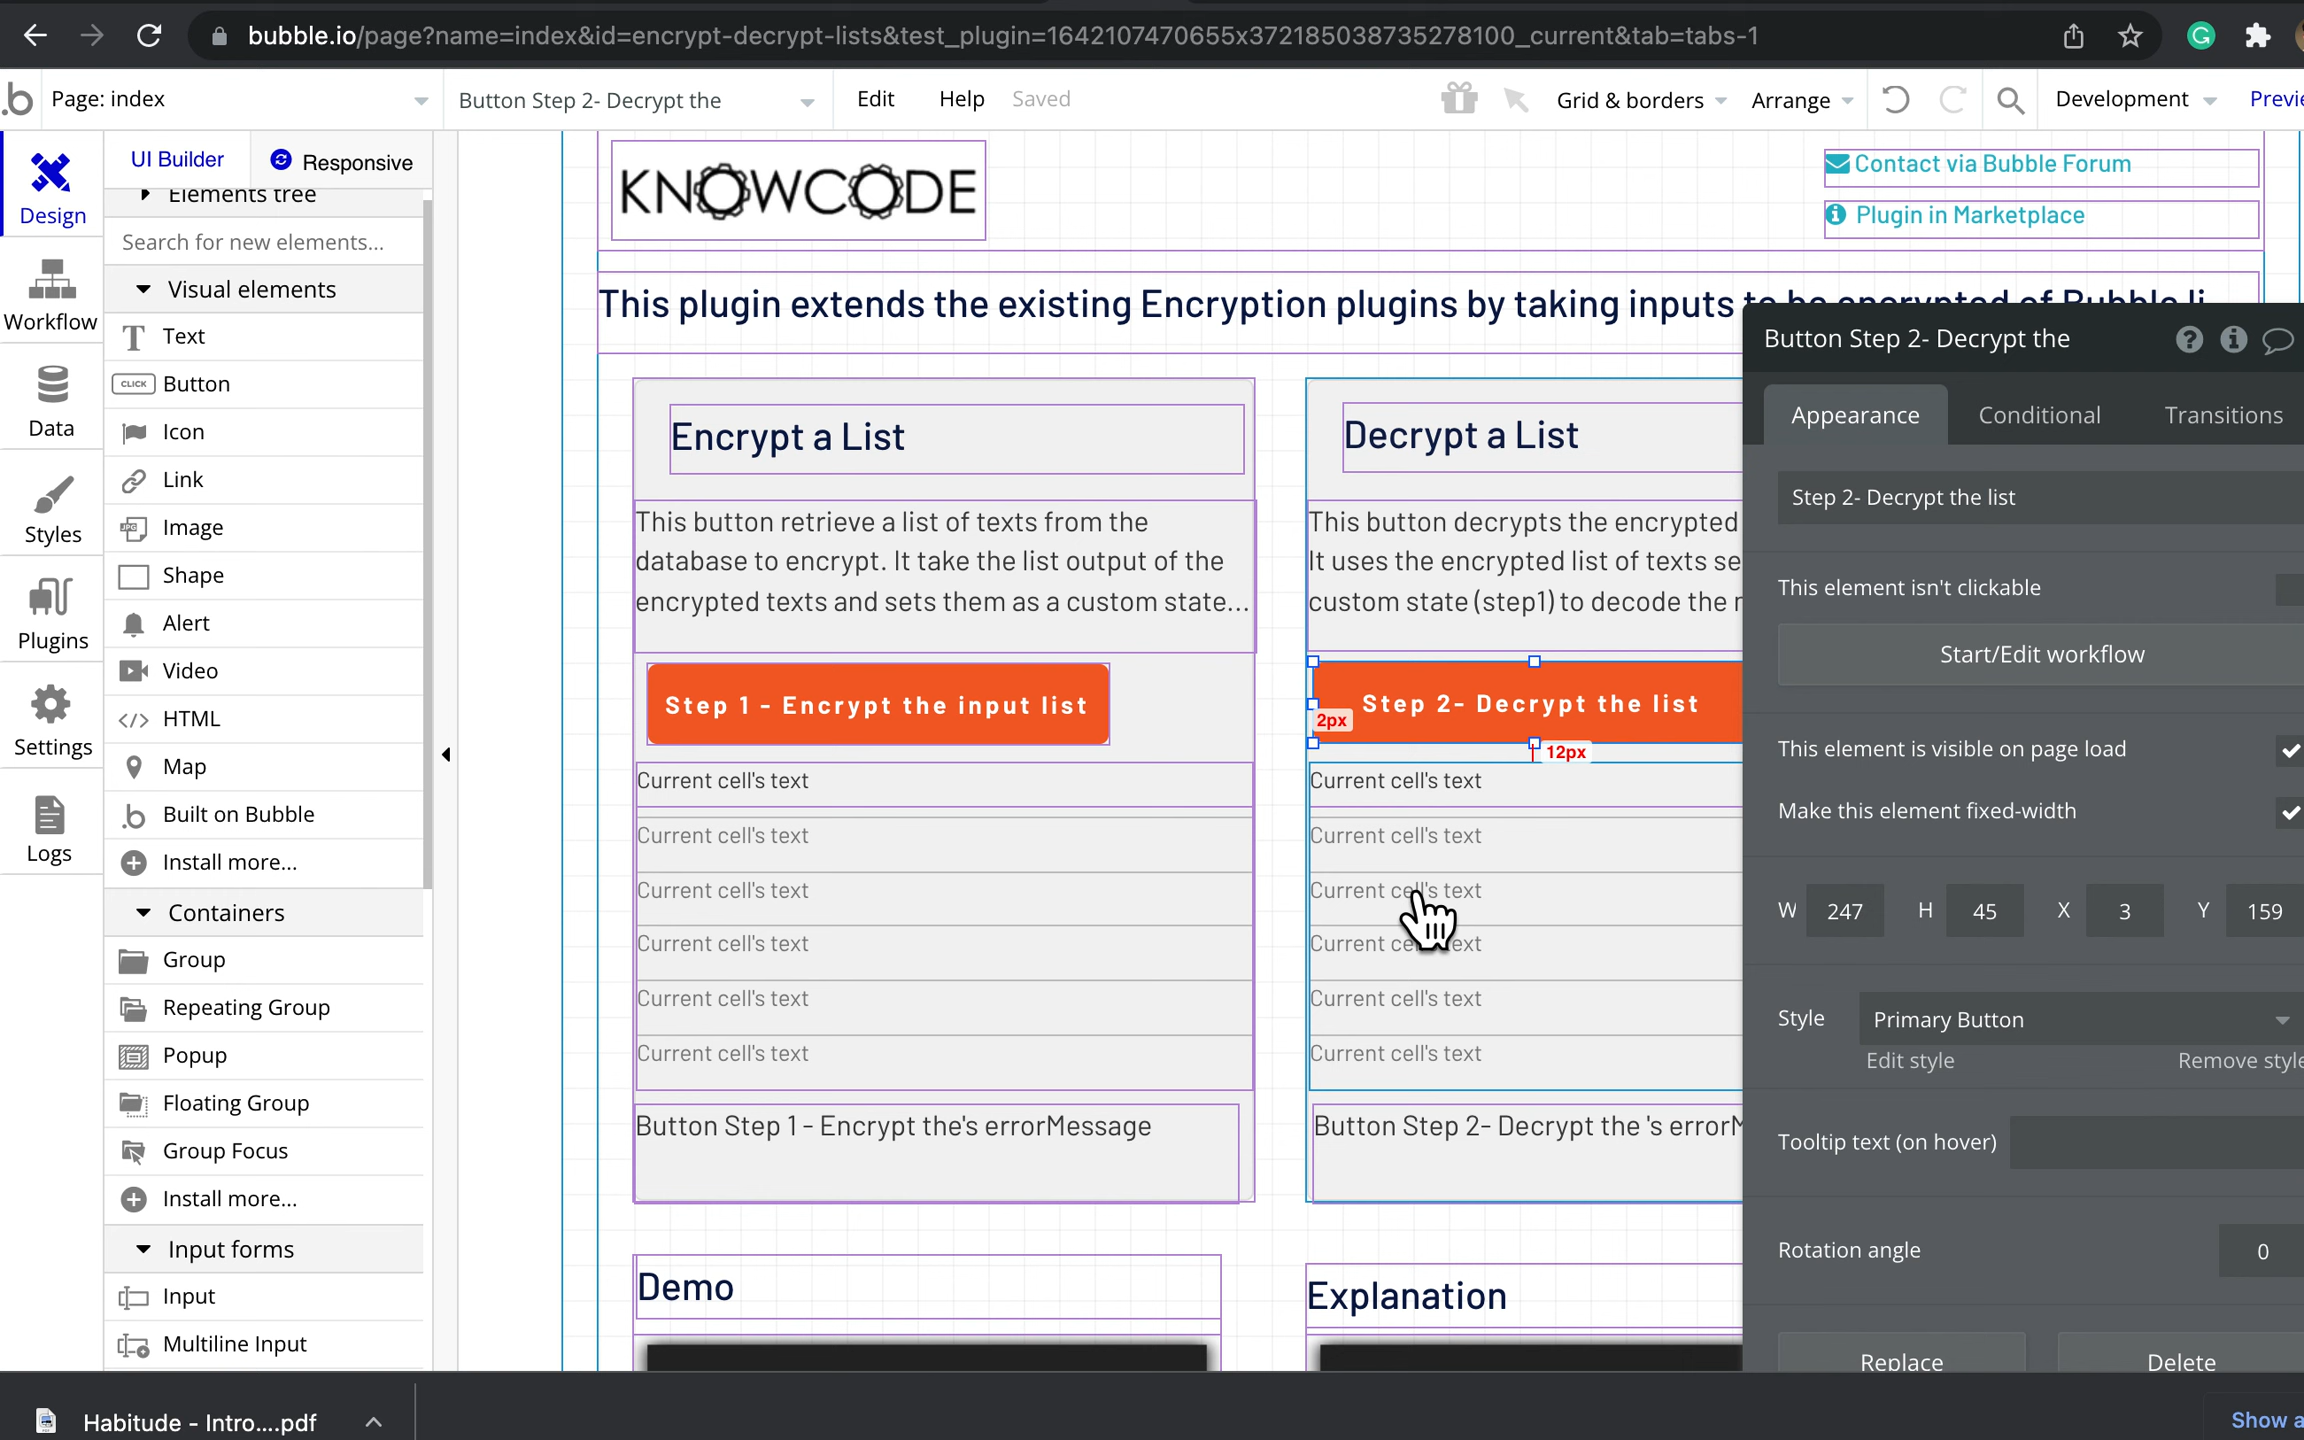 bubble.io/page?name=index&id=encrypt-decrypt-lists&test_plugin=1642107470655x372185038735278100_current&tab=tabs-1
Page: index
Button Step 2- Decrypt the
Edit
Help
Saved
Grid & borders
Arrange
Development
Previe
UI Builder
Responsive
Design
Workflow
Data
Styles
Plugins
Settings
Logs
Elements tree
Search for new elements...
Visual elements
Text
CLICK Button
Icon
Link
Image
Shape
Alert
Video
HTML
Map
Built on Bubble
Install more...
Containers
Group
Repeating Group
Popup
Floating Group
Group Focus
Install more...
Input forms
Input
Multiline Input
KNOWCODE
Contact via Bubble Forum
Plugin in Marketplace
This plugin extends the existing Encryption plugins by taking inputs to be encrypted of Bubble li
Encrypt a List
This button retrieve a list of texts from the
database to encrypt. It take the list output of the
encrypted texts and sets them as a custom state...
Step 1 - Encrypt the input list
Current cell's text
Current cell's text
Current cell's text
Current cell's text
Current cell's text
Current cell's text
Button Step 1 - Encrypt the's errorMessage
Decrypt a List
This button decrypts the encrypted
It uses the encrypted list of texts se
custom state (step1) to decode the r
Step 2- Decrypt the list
2px
12px
Current cell's text
Current cell's text
Current cell's text
Current cell's text
Current cell's text
Current cell's text
Button Step 2- Decrypt the 's errorM
Demo
Explanation
Button Step 2- Decrypt the
Appearance
Conditional
Transitions
Step 2- Decrypt the list
This element isn't clickable
Start/Edit workflow
This element is visible on page load
Make this element fixed-width
W 247 H 45 X 3 Y 159
Style
Primary Button
Edit style
Remove style
Tooltip text (on hover)
Rotation angle
0
Replace
Delete
Habitude - Intro....pdf
Show a